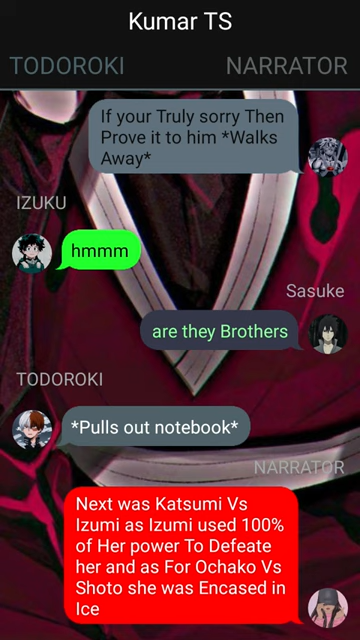 Kumar TS
TODOROKI NARRATOR
If your Truly sorry Then
Prove it to him *Walks
Away*
IZUKU
hmmm
Sasuke
are they Brothers
TODOROKI
*Pulls out notebook*
NARRATOR
Next was Katsumi Vs
Izumi as Izumi used 100%
of Her power To Defeate
her and as For Ochako Vs
Shoto she was Encased in
Ice